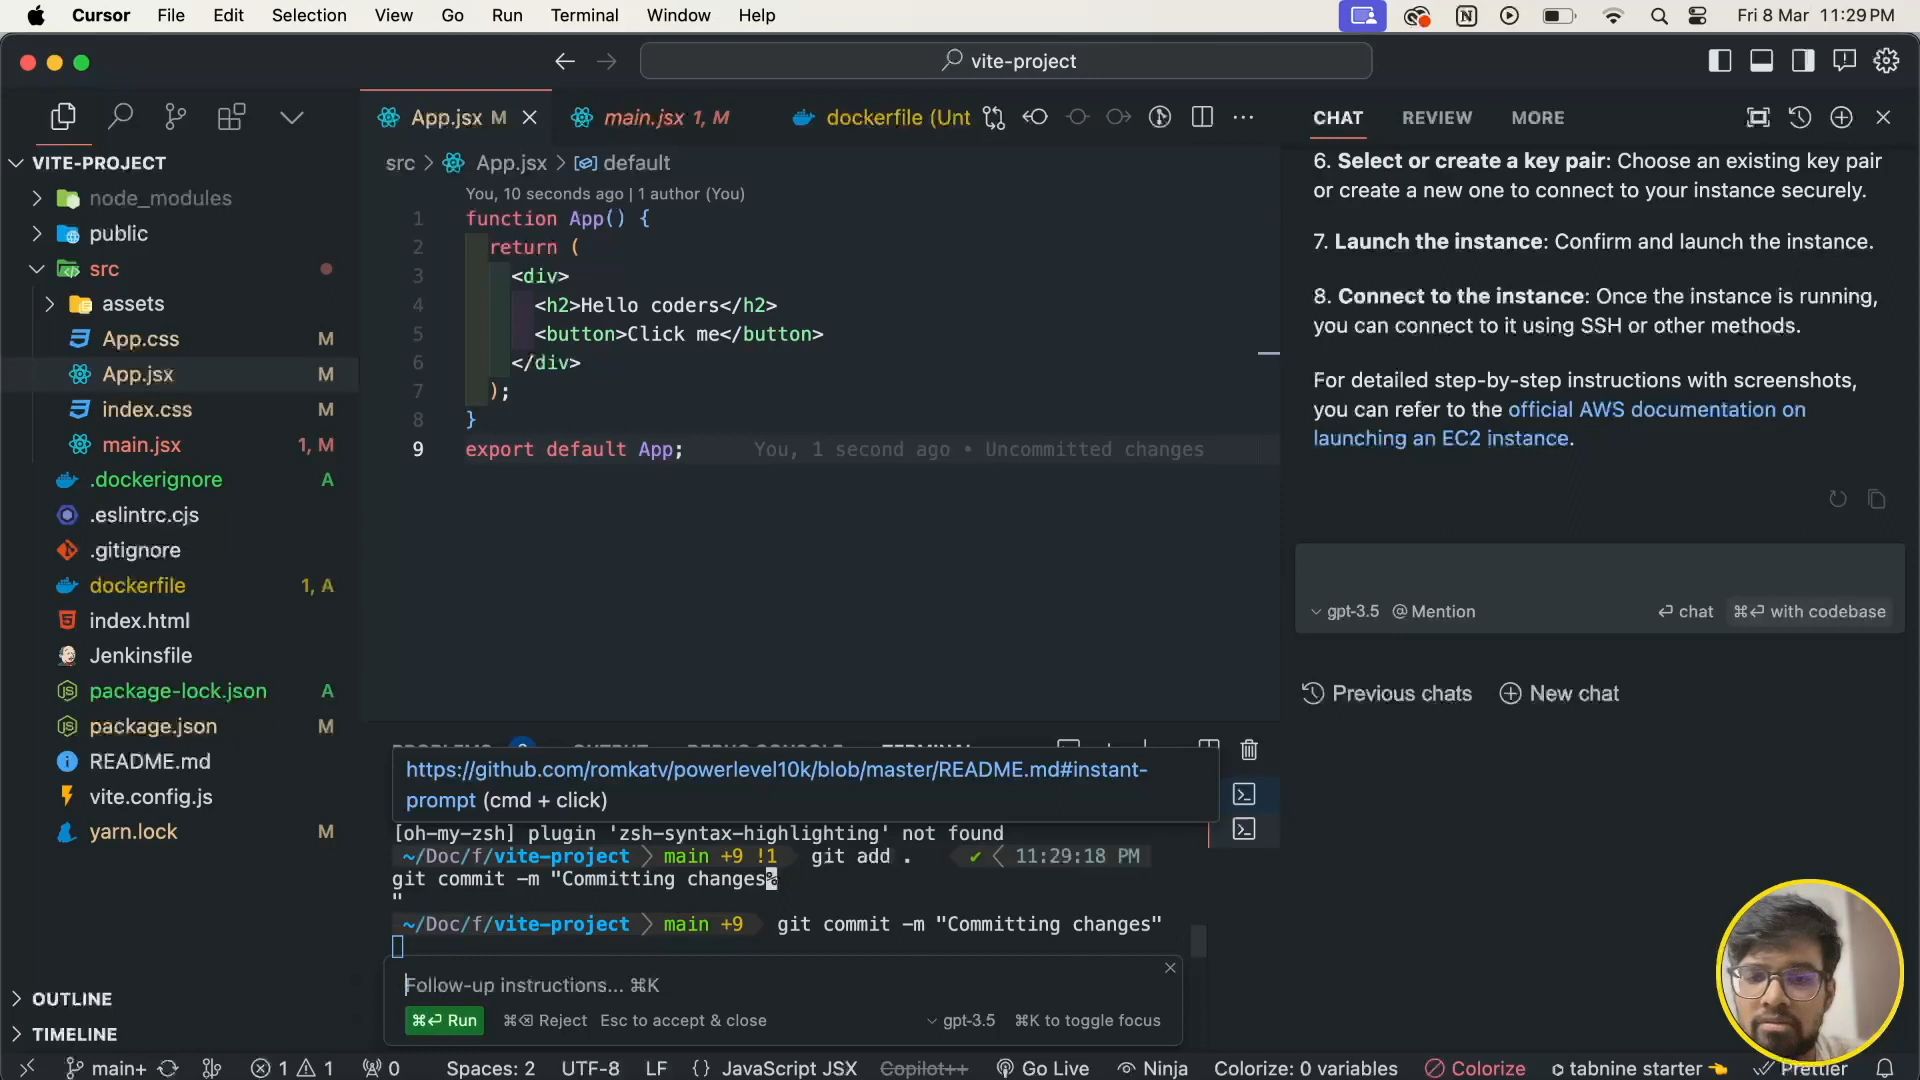 Cursor File Edit Selection View Go Run Terminal Window Help Fri 8 Mar 11:29 PM
vite-project
App.jsx M main.jsx 1, M dockerfile (Unt
CHAT REVIEW MORE
VITE-PROJECT
node_modules
public
src
assets
App.css M
App.jsx M
index.css M
main.jsx 1, M
.dockerignore A
.eslintrc.cjs
.gitignore
dockerfile 1, A
index.html
Jenkinsfile
package-lock.json A
package.json M
README.md
vite.config.js
yarn.lock M
OUTLINE
TIMELINE
src > App.jsx > default
You, 10 seconds ago | 1 author (You)
1 function App() {
2 return (
3 <div>
4 <h2>Hello coders</h2>
5 <button>Click me</button>
6 </div>
7 );
8 }
9 export default App; You, 1 second ago • Uncommitted changes
6. Select or create a key pair: Choose an existing key pair
or create a new one to connect to your instance securely.
7. Launch the instance: Confirm and launch the instance.
8. Connect to the instance: Once the instance is running,
you can connect to it using SSH or other methods.
For detailed step-by-step instructions with screenshots,
you can refer to the official AWS documentation on
launching an EC2 instance.
gpt-3.5 @ Mention ⏎ chat ⌘⏎ with codebase
Previous chats New chat
https://github.com/romkatv/powerlevel10k/blob/master/README.md#instant-
prompt (cmd + click)
[oh-my-zsh] plugin 'zsh-syntax-highlighting' not found
~/Doc/f/vite-project > main +9 !1 git add . ✔ < 11:29:18 PM
git commit -m "Committing changes%
"
~/Doc/f/vite-project > main +9 git commit -m "Committing changes"
Follow-up instructions... ⌘K
⌘⏎ Run ⌘⌫ Reject Esc to accept & close gpt-3.5 ⌘K to toggle focus
main+ 1 1 0 Spaces: 2 UTF-8 LF {} JavaScript JSX Copilot++ Go Live Ninja Colorize: 0 variables Colorize tabnine starter Prettier